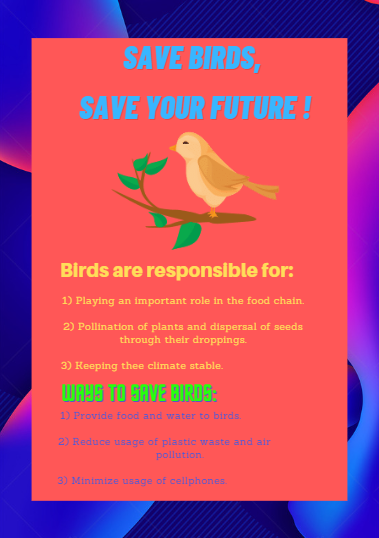 SAVE BIRDS,
SAVE YOUR FUTURE !
Birds are responsible for:
1) Playing an important role in the food chain.
2) Pollination of plants and dispersal of seeds
through their droppings.
3) Keeping thee climate stable.
WAYS TO SAVE BIRDS:
1) Provide food and water to birds.
2) Reduce usage of plastic waste and air
pollution.
3) Minimize usage of cellphones.